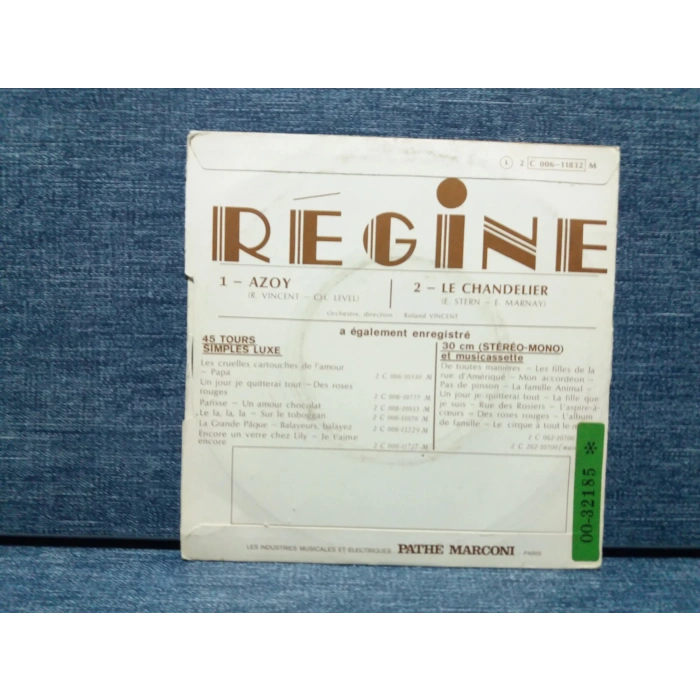 2 C 006-11832 M
RÉGINE
1 – AZOY
(R. VINCENT – CH. LEVEL)
2 – LE CHANDELIER
(E. STERN – E. MARNAY)
Orchestre, direction : Roland VINCENT
a également enregistré
45 TOURS
SIMPLES LUXE
Les cruelles cartouches de l'amour
– Papa
Un jour je quitterai tout – Des roses
rouges
Panisse – Un amour chocolat
Le la, la, la – Sur le toboggan
La Grande Pâque – Balayeurs, balayez
Encore un verre chez Lily – Je t'aime
encore
30 cm (STÉRÉO-MONO)
et musicassette
De toutes manières – Les filles de la
rue d'Amérique – Mon accordéon –
Pas de pinson – La famille Animal –
Un jour je quitterai tout – La fille que
je suis – Rue des Rosiers – L'aspire-à-
cœurs – Des roses rouges – L'album
de famille – Le cirque à tout le
00-32185 *
LES INDUSTRIES MUSICALES ET ELECTRIQUES PATHÉ MARCONI - PARIS